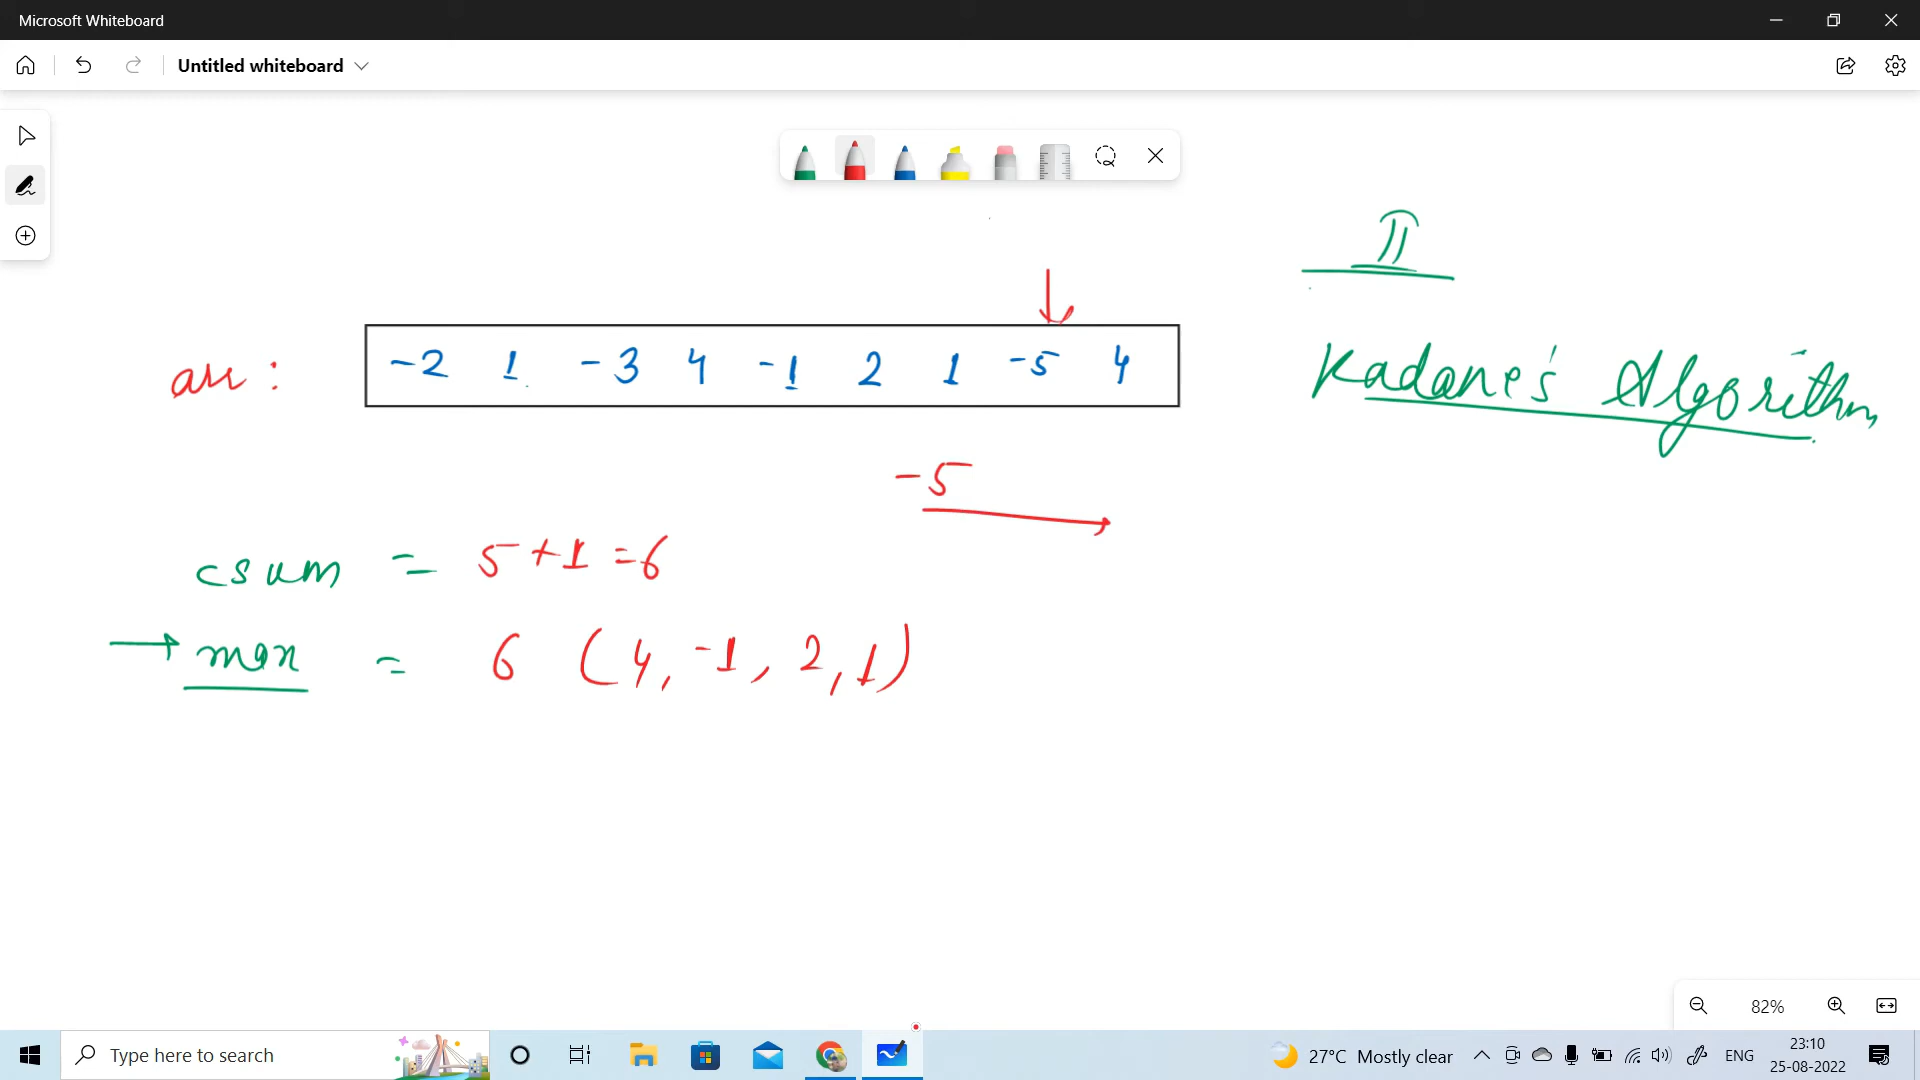 Microsoft Whiteboard
Untitled whiteboard
II
arr : -2 1 -3 4 -1 2 1 -5 4
Kadane's Algorithm
-5
csum = 5 + 1 = 6
→ max = 6 (4, -1, 2, 1)
82%
Type here to search
27°C Mostly clear
ENG
23:10
25-08-2022